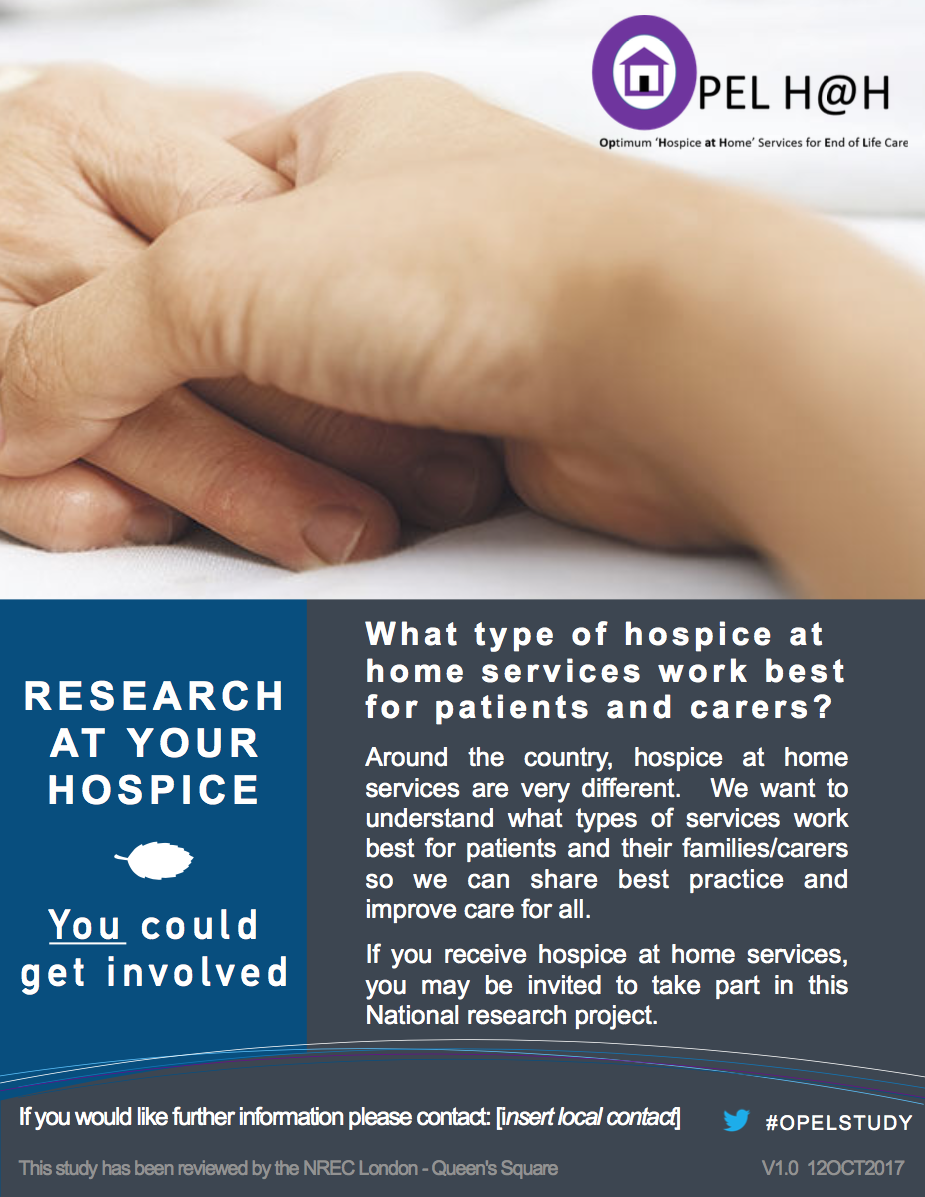 OPEL H@H
Optimum 'Hospice at Home' Services for End of Life Care
RESEARCH
AT YOUR
HOSPICE
You could
get involved
What type of hospice at
home services work best
for patients and carers?
Around the country, hospice at home
services are very different. We want to
understand what types of services work
best for patients and their families/carers
so we can share best practice and
improve care for all.
If you receive hospice at home services,
you may be invited to take part in this
National research project.
If you would like further information please contact: [insert local contact]
#OPELSTUDY
This study has been reviewed by the NREC London - Queen's Square
V1.0 12OCT2017